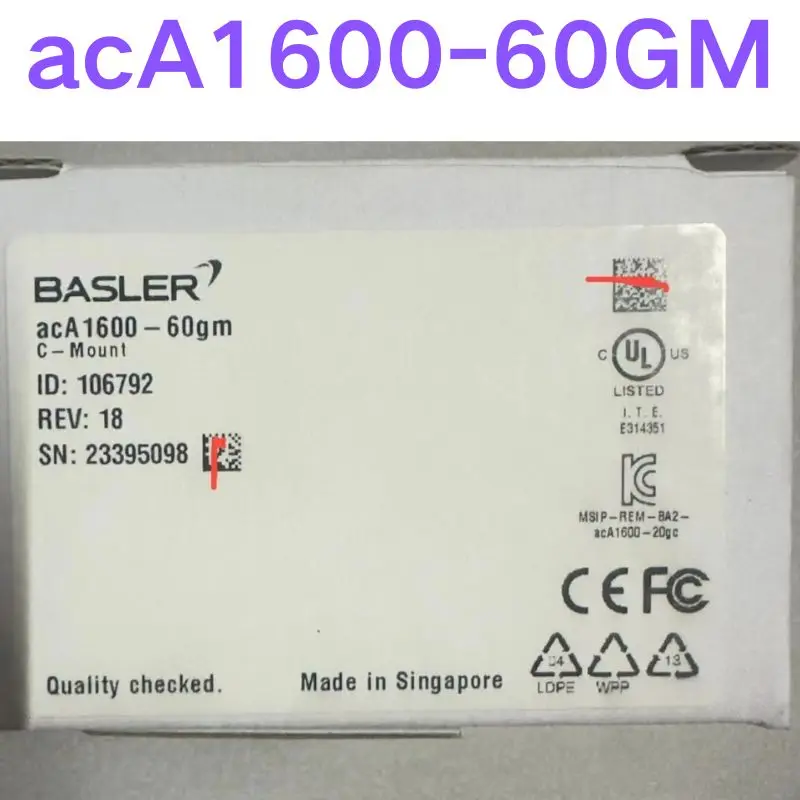 acA1600-60GM
BASLER
acA1600-60gm
C-Mount
ID: 106792
REV: 18
SN: 23395098
C UL US
LISTED
I. T. E.
E314351
KC
MSIP-REM-BA2-
acA1600-20gc
CE FC
04 13
LDPE WPP
Quality checked. Made in Singapore